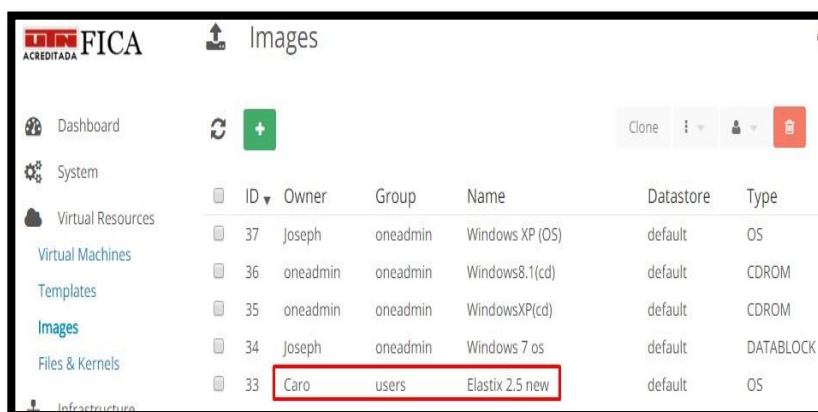 UTN FICA
ACREDITADA
Images
Dashboard
System
Virtual Resources
Virtual Machines
Templates
Images
Files & Kernels
Infrastructure
Clone
ID Owner Group Name Datastore Type
37 Joseph oneadmin Windows XP (OS) default OS
36 oneadmin oneadmin Windows8.1(cd) default CDROM
35 oneadmin oneadmin WindowsXP(cd) default CDROM
34 Joseph oneadmin Windows 7 os default DATABLOCK
33 Caro users Elastix 2.5 new default OS